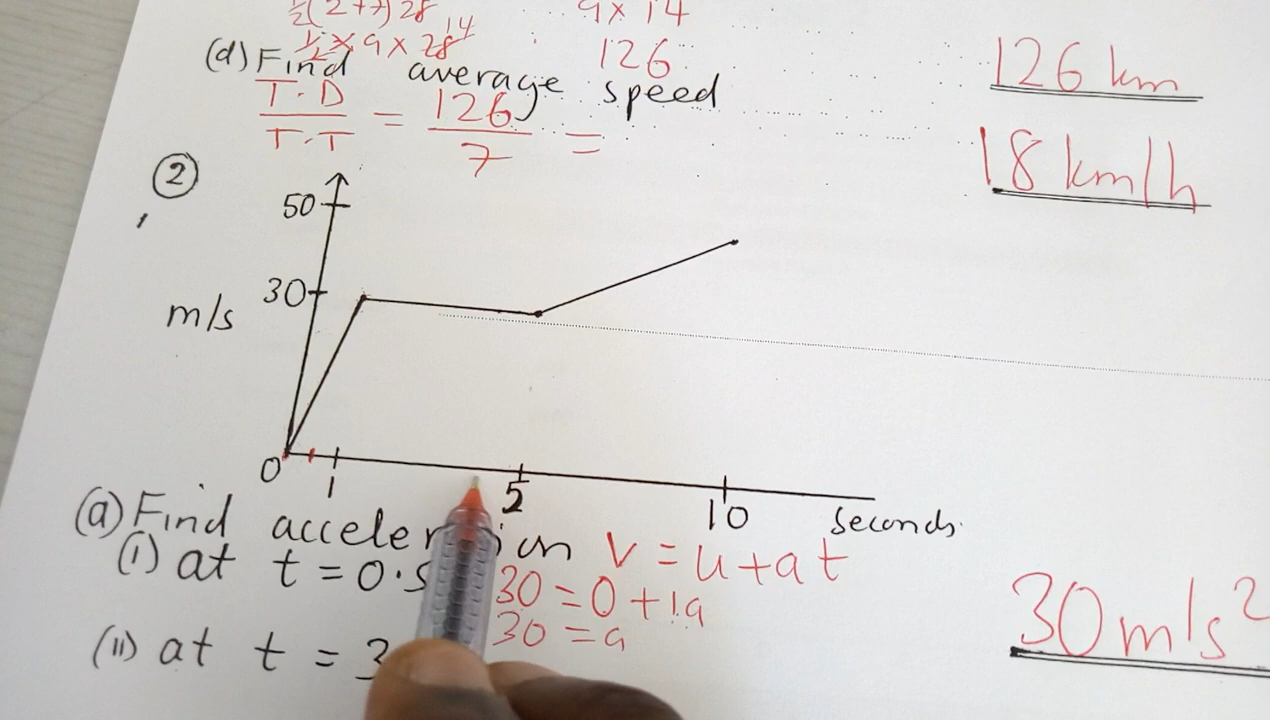 ½(2+7)28 9×14
½×9×28 14 126 126 km
(d) Find average speed
T.D/T.T = 126/7 = 18 km/h
②
50
30
m/s
0 1 5 10 Seconds
(a) Find
(i) at t = 0.5 v = u+at
30 = 0+1a
30 = a 30 m/s²
(ii) at t = 3